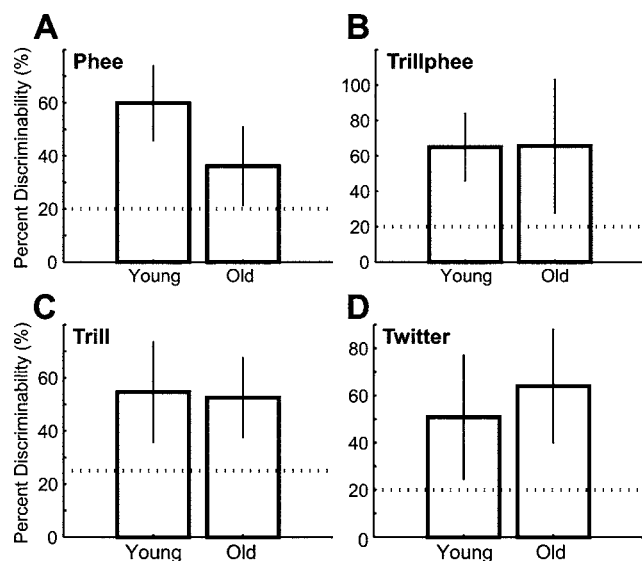 A
Phee
Percent Discriminability (%)
60
40
20
0
Young Old
B
Trillphee
100
80
60
40
20
0
Young Old
C
Trill
Percent Discriminability (%)
60
40
20
0
Young Old
D
Twitter
80
60
40
20
0
Young Old